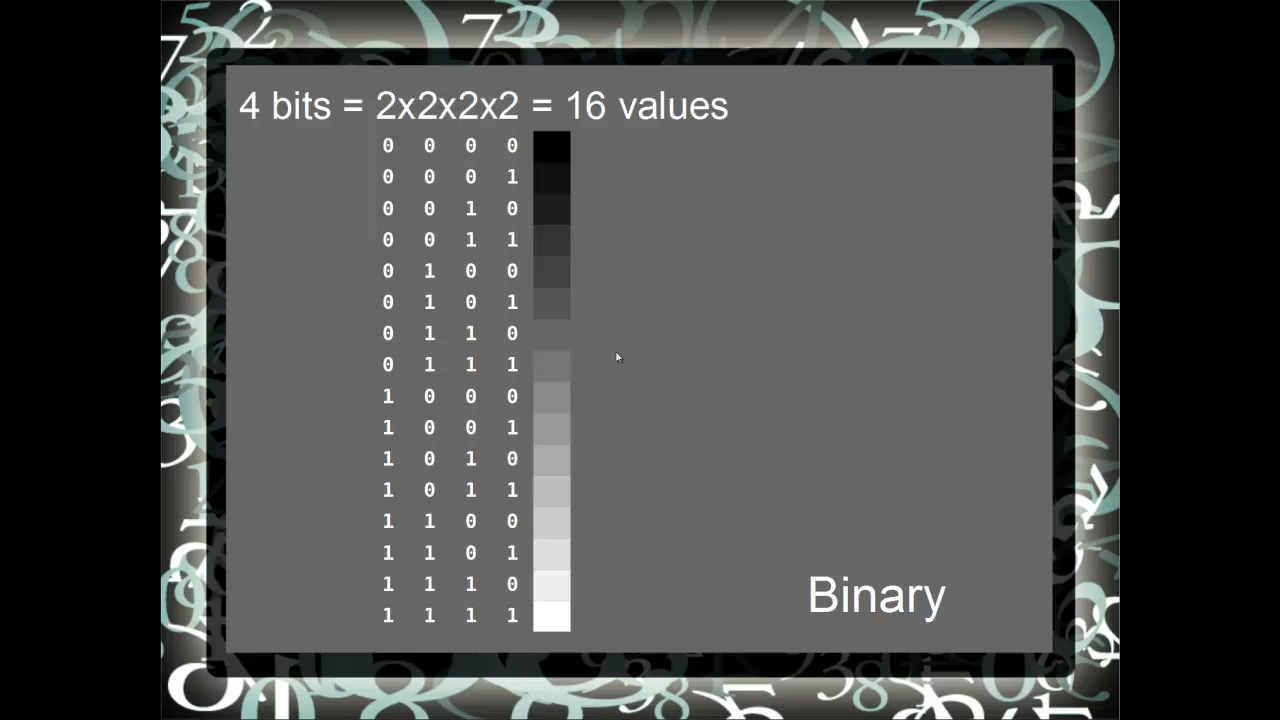 4 bits = 2x2x2x2 = 16 values
0 0 0 0
0 0 0 1
0 0 1 0
0 0 1 1
0 1 0 0
0 1 0 1
0 1 1 0
0 1 1 1
1 0 0 0
1 0 0 1
1 0 1 0
1 0 1 1
1 1 0 0
1 1 0 1
1 1 1 0
1 1 1 1
Binary